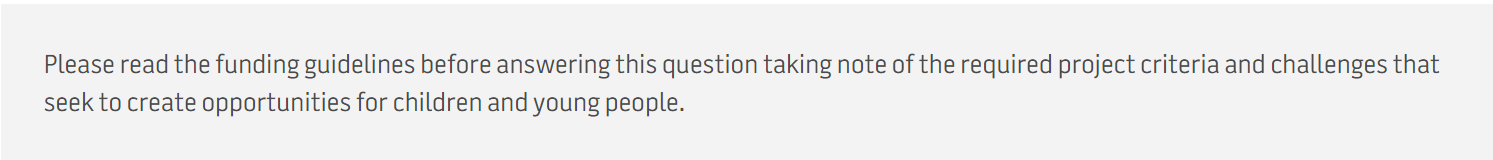 Please read the funding guidelines before answering this question taking note of the required project criteria and challenges that
seek to create opportunities for children and young people.